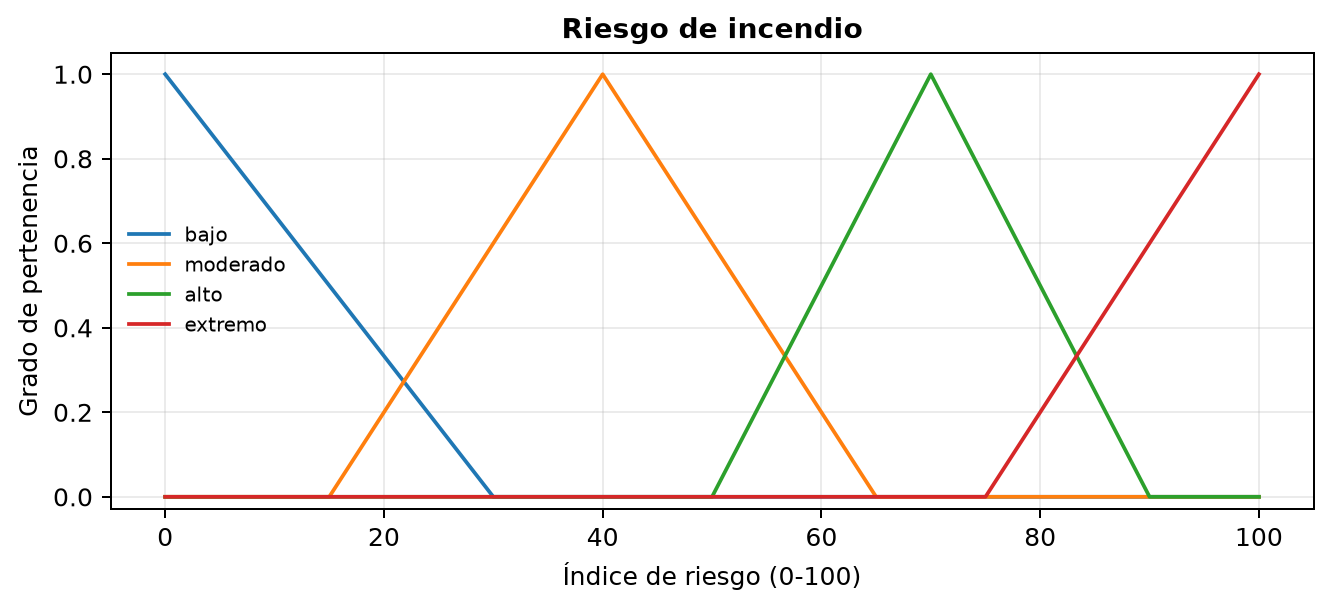 Riesgo de incendio
Grado de pertenencia
1.0
0.8
0.6
0.4
0.2
0.0
bajo
moderado
alto
extremo
0 20 40 60 80 100
Índice de riesgo (0-100)